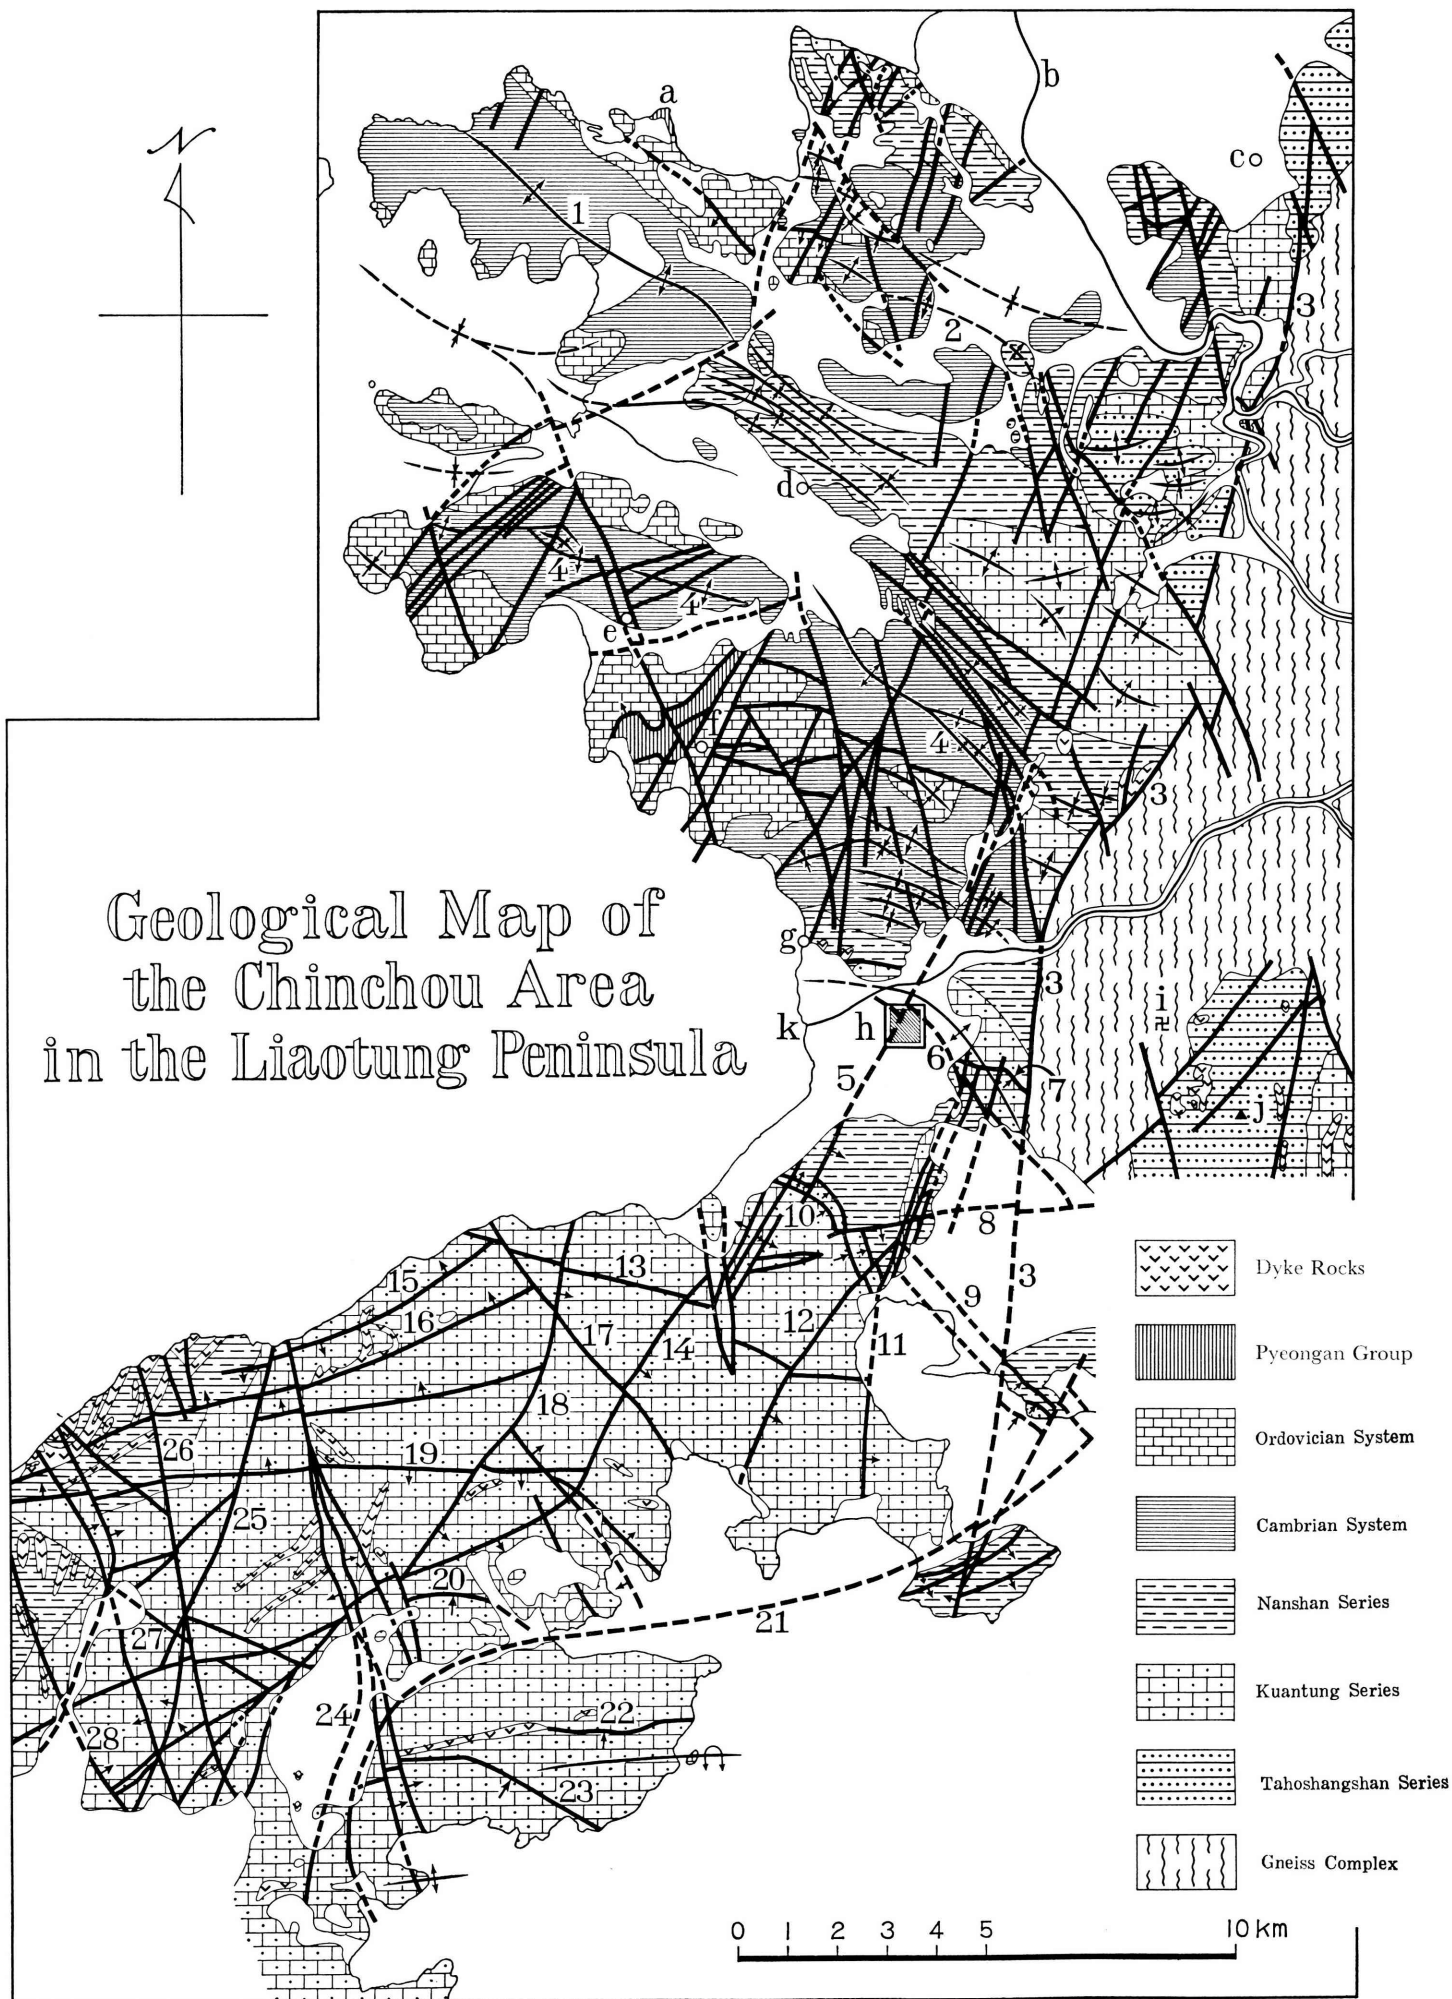 N
a
b
c
1
3
2
d
4
4
e
f
4
3
Geological Map of
the Chinchou Area
in the Liaotung Peninsula
g
3
i
k
h
6
5
7
j
10
8
13
3
15
9
16
12
17
14
11
18
26
19
25
20
21
27
24
22
28
23
Dyke Rocks
Pyeongan Group
Ordovician System
Cambrian System
Nanshan Series
Kuantung Series
Tahoshangshan Series
Gneiss Complex
0 1 2 3 4 5 10 km